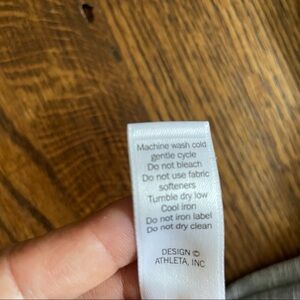 Machine wash cold
gentle cycle
Do not bleach
Do not use fabric
softeners
Tumble dry low
Cool iron
Do not iron label
Do not dry clean
DESIGN ©
ATHLETA, INC